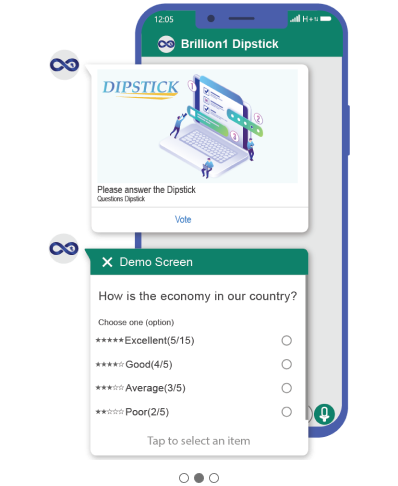 12:05
H+
Brillion1 Dipstick
DIPSTICK
1
2
3
Please answer the Dipstick
Questions Dipstick
Vote
Demo Screen
How is the economy in our country?
Choose one (option)
★★★★★Excellent(5/15)
★★★★☆Good(4/5)
★★★☆☆Average(3/5)
★★☆☆☆Poor(2/5)
Tap to select an item